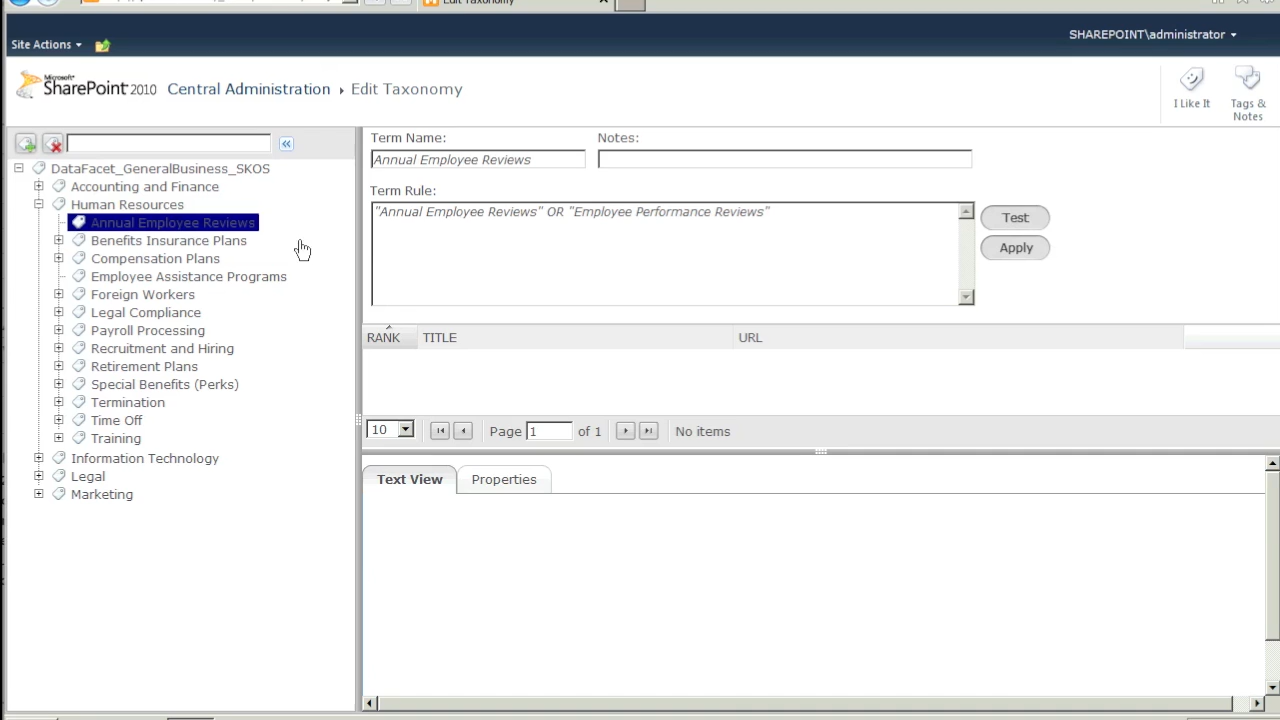 Edit Taxonomy
Site Actions
SHAREPOINT\administrator
Microsoft
SharePoint 2010 Central Administration Edit Taxonomy
I Like It
Tags & Notes
Term Name: Notes:
Annual Employee Reviews
Term Rule:
"Annual Employee Reviews" OR "Employee Performance Reviews"
Test
Apply
DataFacet_GeneralBusiness_SKOS
Accounting and Finance
Human Resources
Annual Employee Reviews
Benefits Insurance Plans
Compensation Plans
Employee Assistance Programs
Foreign Workers
Legal Compliance
Payroll Processing
Recruitment and Hiring
Retirement Plans
Special Benefits (Perks)
Termination
Time Off
Training
Information Technology
Legal
Marketing
RANK TITLE URL
10 Page 1 of 1 No items
Text View Properties